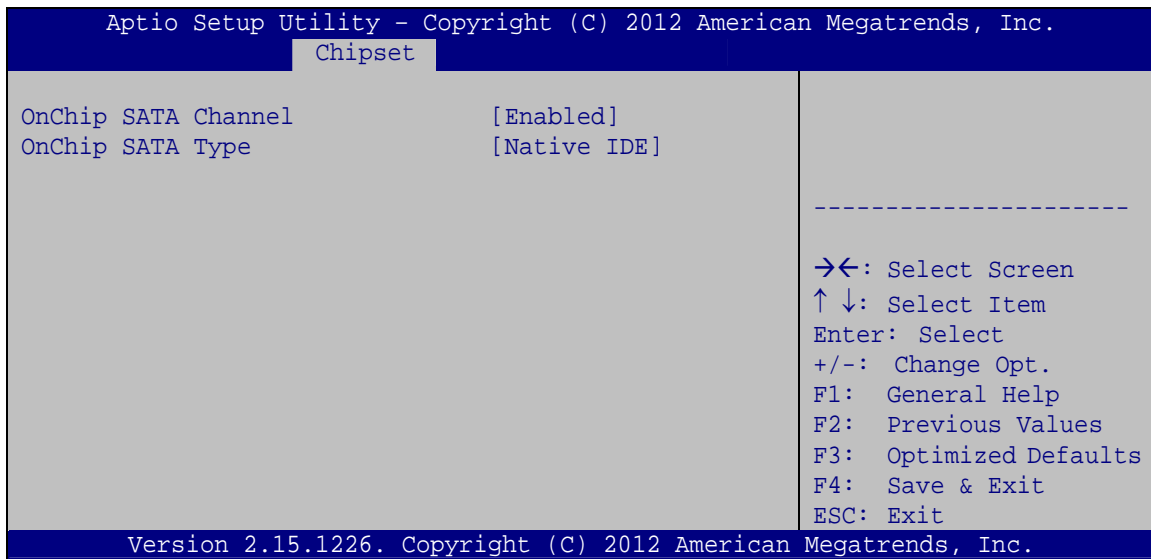 Aptio Setup Utility – Copyright (C) 2012 American Megatrends, Inc.
Chipset
OnChip SATA Channel [Enabled]
OnChip SATA Type [Native IDE]
----------------------
→←: Select Screen
↑ ↓: Select Item
Enter: Select
+/-: Change Opt.
F1: General Help
F2: Previous Values
F3: Optimized Defaults
F4: Save & Exit
ESC: Exit
Version 2.15.1226. Copyright (C) 2012 American Megatrends, Inc.